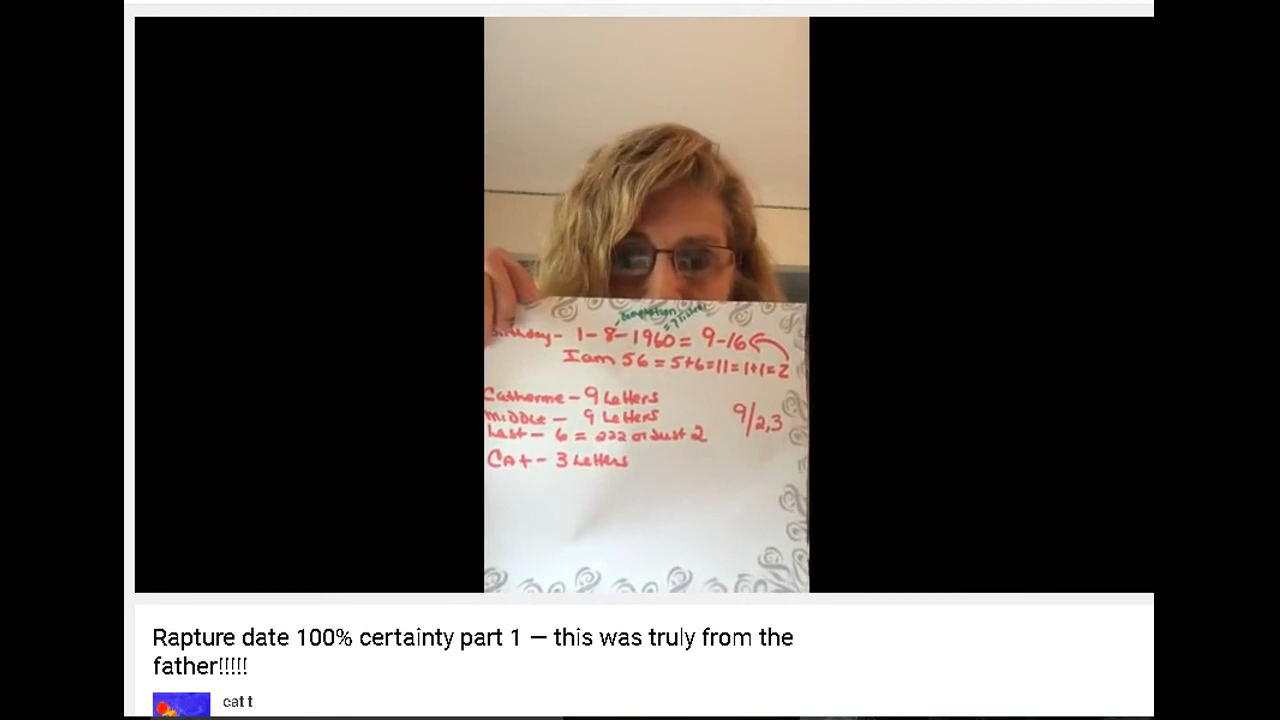 = 9
Birthday - 1-8-1960 = 9-16
I am 56 = 5+6=11=1+1=2
Catherine - 9 Letters
Middle - 9 Letters
9/2,3
Last - 6 = 222 or Just 2
Cat - 3 Letters
Rapture date 100% certainty part 1 – this was truly from the
father!!!!!
cat t